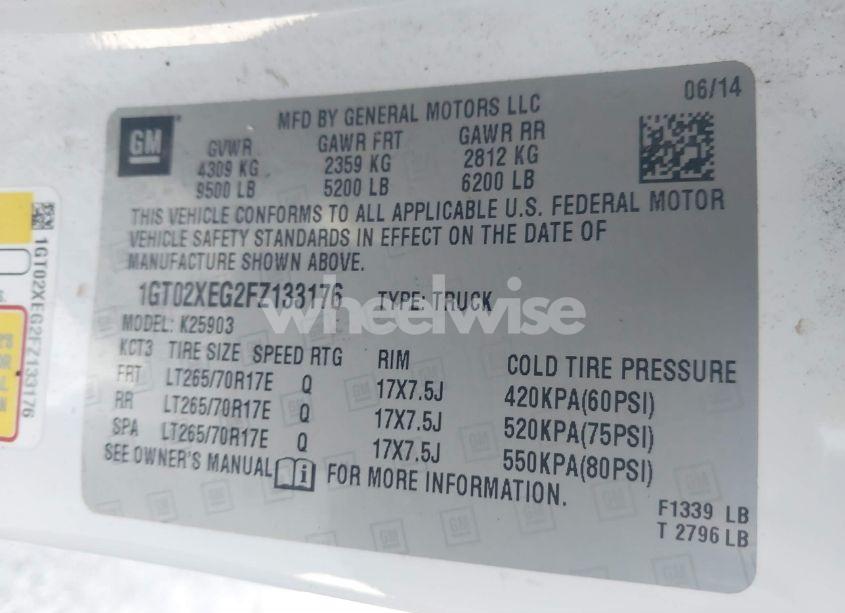 06/14
MFD BY GENERAL MOTORS LLC
GM
GVWR GAWR FRT GAWR RR
4309 KG 2359 KG 2812 KG
9500 LB 5200 LB 6200 LB
THIS VEHICLE CONFORMS TO ALL APPLICABLE U.S. FEDERAL MOTOR
VEHICLE SAFETY STANDARDS IN EFFECT ON THE DATE OF
MANUFACTURE SHOWN ABOVE.
1GT02XEG2FZ133176 TYPE: TRUCK
wheelwise
MODEL: K25903
KCT3 TIRE SIZE SPEED RTG RIM COLD TIRE PRESSURE
FRT LT265/70R17E Q 17X7.5J 420KPA(60PSI)
RR LT265/70R17E Q 17X7.5J 520KPA(75PSI)
SPA LT265/70R17E Q 17X7.5J 550KPA(80PSI)
SEE OWNER'S MANUAL FOR MORE INFORMATION.
F1339 LB
T 2796 LB
1GT02XEG2FZ133176